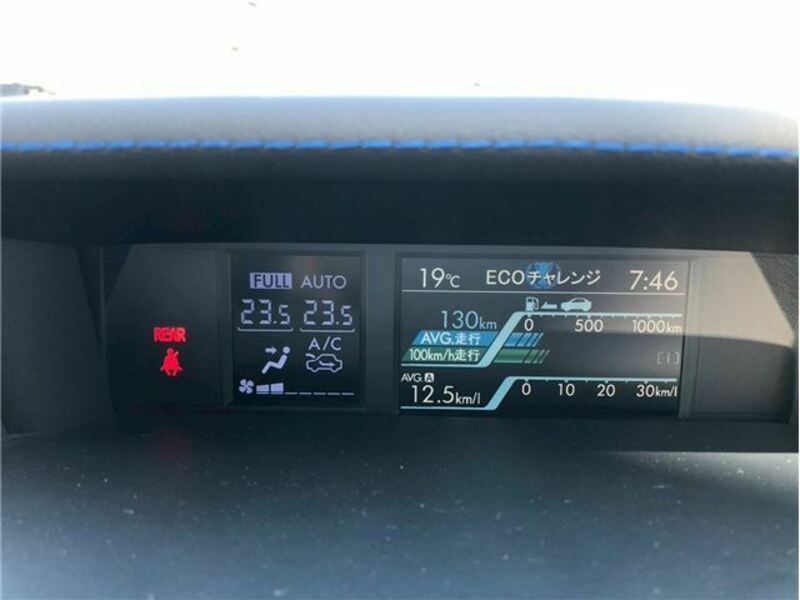 REAR
FULL AUTO
23.5 23.5
A/C
19℃ ECOチャレンジ 7:46
130km
0 500 1000km
AVG.走行
100km/h走行
[1]
AVG.A
12.5km/l
0 10 20 30km/l